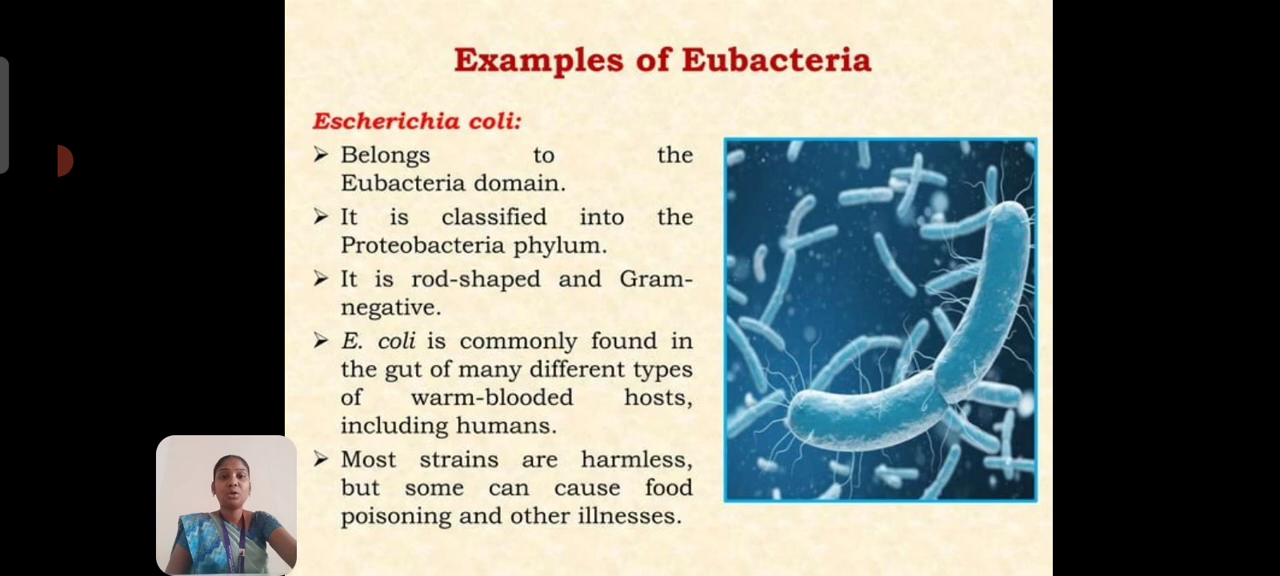 Examples of Eubacteria
Escherichia coli:
➢ Belongs to the
Eubacteria domain.
➢ It is classified into the
Proteobacteria phylum.
➢ It is rod-shaped and Gram-
negative.
➢ E. coli is commonly found in
the gut of many different types
of warm-blooded hosts,
including humans.
➢ Most strains are harmless,
but some can cause food
poisoning and other illnesses.